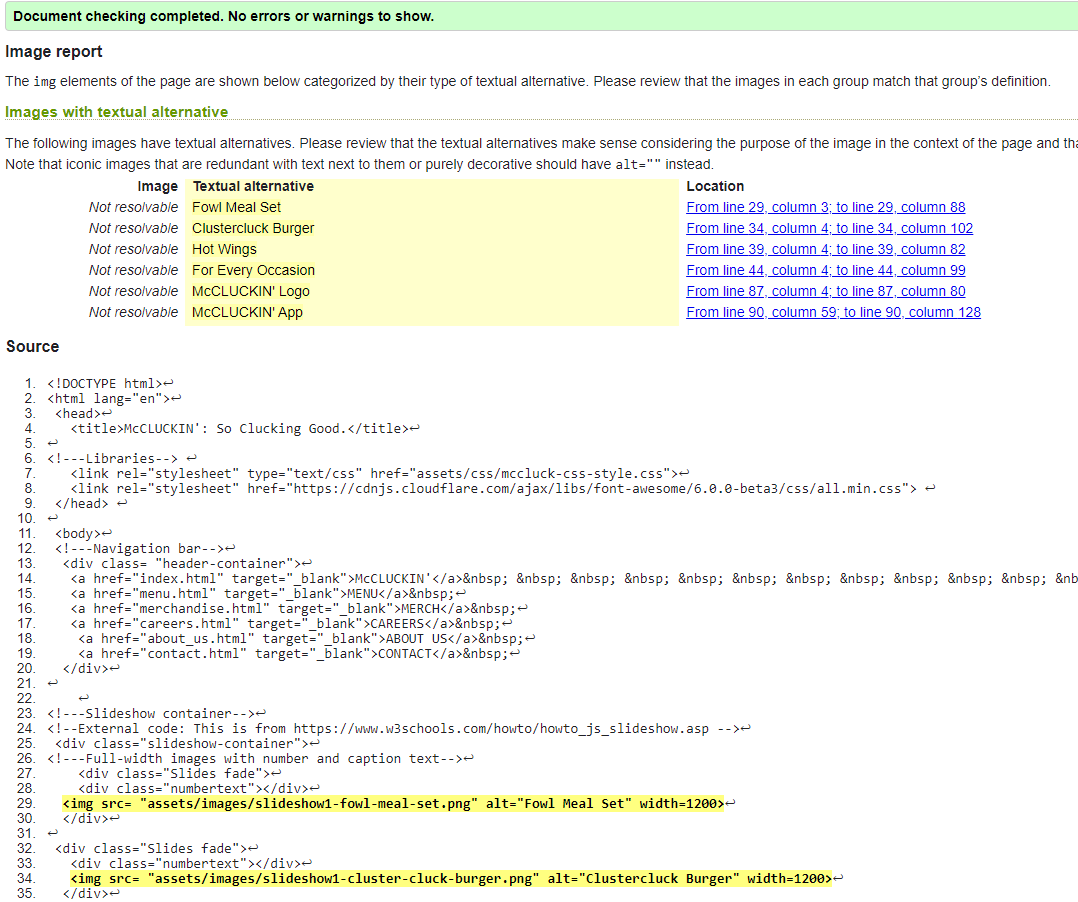 Document checking completed. No errors or warnings to show.
Image report
The img elements of the page are shown below categorized by their type of textual alternative. Please review that the images in each group match that group's definition.
Images with textual alternative
The following images have textual alternatives. Please review that the textual alternatives make sense considering the purpose of the image in the context of the page and tha
Note that iconic images that are redundant with text next to them or purely decorative should have alt="" instead.
Image Textual alternative Location
Not resolvable Fowl Meal Set From line 29, column 3; to line 29, column 88
Not resolvable Clustercluck Burger From line 34, column 4; to line 34, column 102
Not resolvable Hot Wings From line 39, column 4; to line 39, column 82
Not resolvable For Every Occasion From line 44, column 4; to line 44, column 99
Not resolvable McCLUCKIN' Logo From line 87, column 4; to line 87, column 80
Not resolvable McCLUCKIN' App From line 90, column 59; to line 90, column 128
Source
1. <!DOCTYPE html>↩
2. <html lang="en">↩
3. <head>↩
4. <title>McCLUCKIN': So Clucking Good.</title>↩
5. ↩
6. <!---Libraries--> ↩
7. <link rel="stylesheet" type="text/css" href="assets/css/mccluck-css-style.css">↩
8. <link rel="stylesheet" href="https://cdnjs.cloudflare.com/ajax/libs/font-awesome/6.0.0-beta3/css/all.min.css"> ↩
9. </head> ↩
10. ↩
11. <body>↩
12. <!---Navigation bar-->↩
13. <div class= "header-container">↩
14. <a href="index.html" target="_blank">McCLUCKIN'</a>&nbsp; &nbsp; &nbsp; &nbsp; &nbsp; &nbsp; &nbsp; &nbsp; &nbsp; &nbsp; &nbsp; &nb
15. <a href="menu.html" target="_blank">MENU</a>&nbsp;↩
16. <a href="merchandise.html" target="_blank">MERCH</a>&nbsp;↩
17. <a href="careers.html" target="_blank">CAREERS</a>&nbsp;↩
18. <a href="about_us.html" target="_blank">ABOUT US</a>&nbsp;↩
19. <a href="contact.html" target="_blank">CONTACT</a>&nbsp;↩
20. </div>↩
21. ↩
22. ↩
23. <!---Slideshow container-->↩
24. <!--External code: This is from https://www.w3schools.com/howto/howto_js_slideshow.asp -->↩
25. <div class="slideshow-container">↩
26. <!---Full-width images with number and caption text-->↩
27. <div class="Slides fade">↩
28. <div class="numbertext"></div>↩
29. <img src= "assets/images/slideshow1-fowl-meal-set.png" alt="Fowl Meal Set" width=1200>↩
30. </div>↩
31. ↩
32. <div class="Slides fade">↩
33. <div class="numbertext"></div>↩
34. <img src= "assets/images/slideshow1-cluster-cluck-burger.png" alt="Clustercluck Burger" width=1200>↩
35. </div>↩